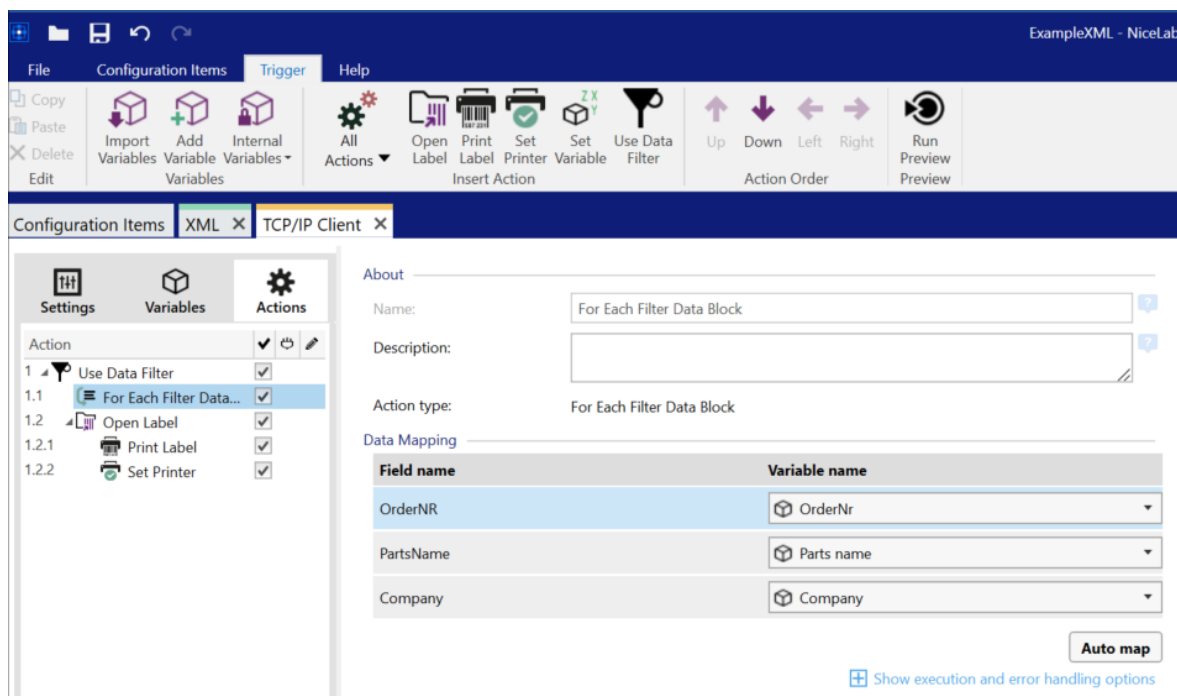 ExampleXML - NiceLab
File Configuration Items Trigger Help
Copy
Paste
Delete
Edit
Import Variables
Add Variable
Internal Variables
Variables
All Actions
Open Label
Print Label
Set Printer
Set Variable
Use Data Filter
Insert Action
Up Down Left Right
Action Order
Run Preview
Preview
Configuration Items XML TCP/IP Client
Settings Variables Actions
Action
1 Use Data Filter
1.1 For Each Filter Data...
1.2 Open Label
1.2.1 Print Label
1.2.2 Set Printer
About
Name: For Each Filter Data Block
Description:
Action type: For Each Filter Data Block
Data Mapping
Field name Variable name
OrderNR OrderNr
PartsName Parts name
Company Company
Auto map
Show execution and error handling options